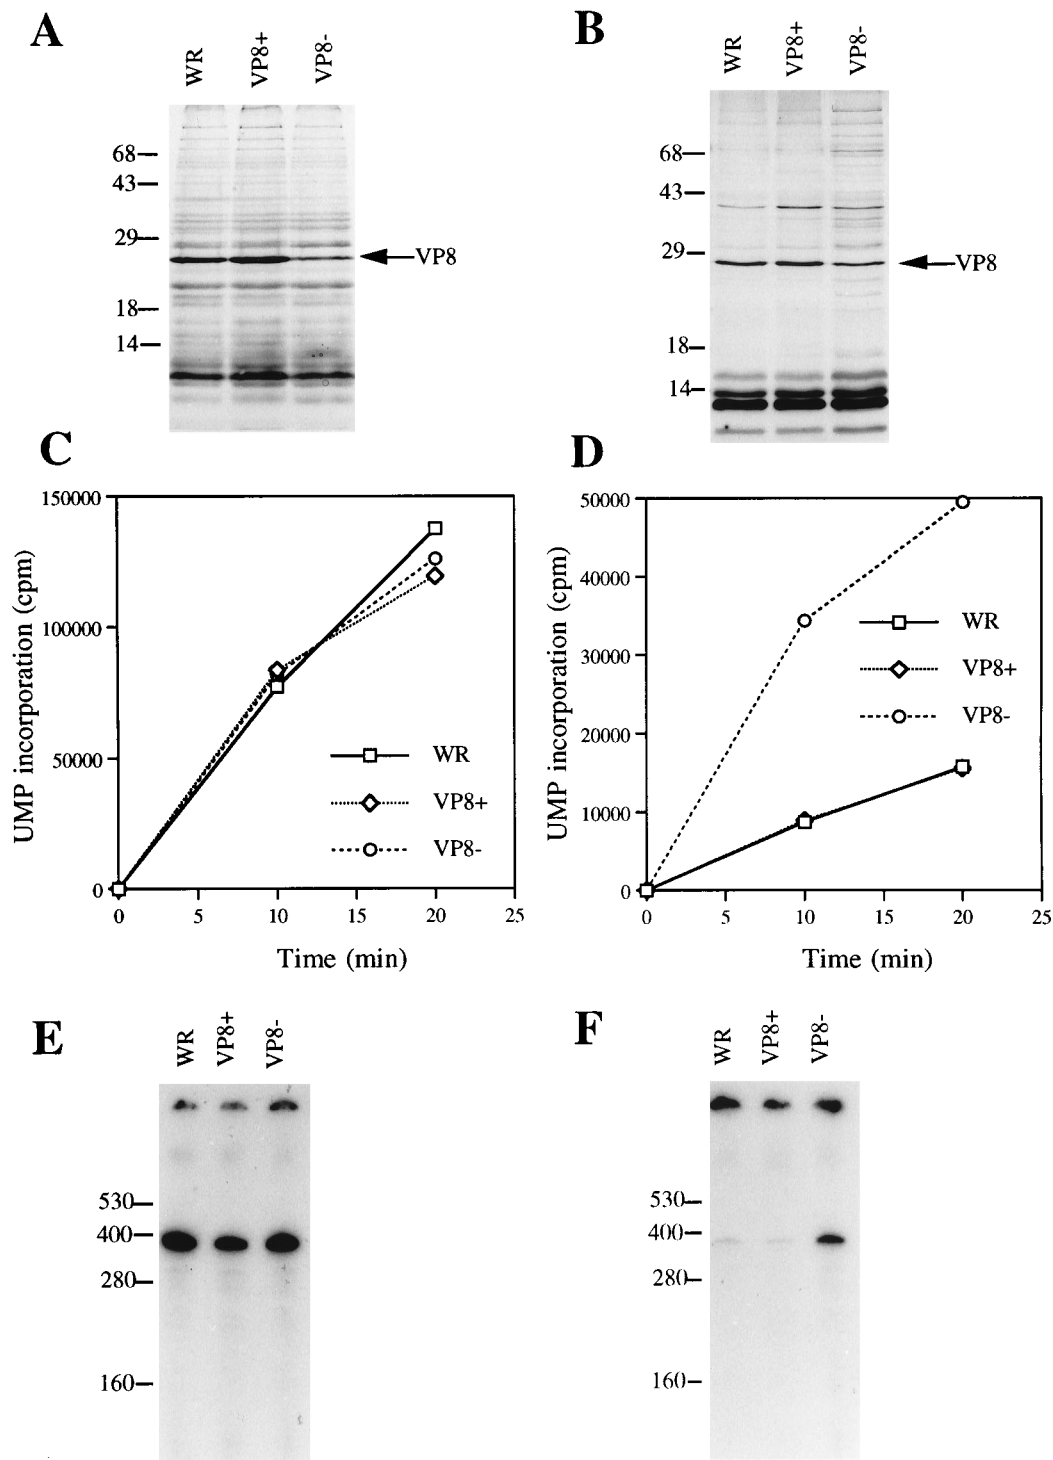 A
WR
VP8+
VP8-
68
43
29
18
14
VP8
B
WR
VP8+
VP8-
68
43
29
18
14
VP8
C
150000
100000
50000
0
0 5 10 15 20 25
UMP incorporation (cpm)
Time (min)
WR
VP8+
VP8-
D
50000
40000
30000
20000
10000
0
0 5 10 15 20 25
UMP incorporation (cpm)
Time (min)
WR
VP8+
VP8-
E
WR
VP8+
VP8-
530
400
280
160
F
WR
VP8+
VP8-
530
400
280
160